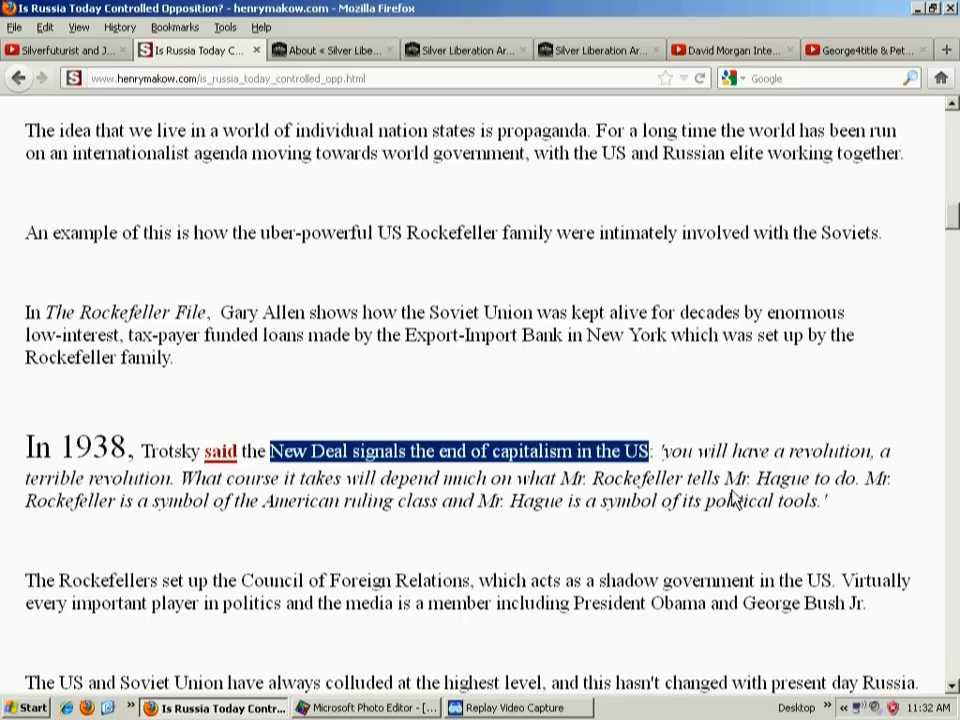 Is Russia Today Controlled Opposition? - henrymakow.com - Mozilla Firefox
File Edit View History Bookmarks Tools Help
Silverfuturist and J... Is Russia Today C... About « Silver Libe... Silver Liberation Ar... Silver Liberation Ar... David Morgan Inte... George4title & Pet...
www.henrymakow.com/is_russia_today_controlled_opp.html Google
The idea that we live in a world of individual nation states is propaganda. For a long time the world has been run
on an internationalist agenda moving towards world government, with the US and Russian elite working together.
An example of this is how the uber-powerful US Rockefeller family were intimately involved with the Soviets.
In The Rockefeller File, Gary Allen shows how the Soviet Union was kept alive for decades by enormous
low-interest, tax-payer funded loans made by the Export-Import Bank in New York which was set up by the
Rockefeller family.
In 1938, Trotsky said the New Deal signals the end of capitalism in the US: 'you will have a revolution, a
terrible revolution. What course it takes will depend much on what Mr. Rockefeller tells Mr. Hague to do. Mr.
Rockefeller is a symbol of the American ruling class and Mr. Hague is a symbol of its political tools.'
The Rockefellers set up the Council of Foreign Relations, which acts as a shadow government in the US. Virtually
every important player in politics and the media is a member including President Obama and George Bush Jr.
The US and Soviet Union have always colluded at the highest level, and this hasn't changed with present day Russia.
Start Is Russia Today Contr... Microsoft Photo Editor - [... Replay Video Capture Desktop 11:32 AM